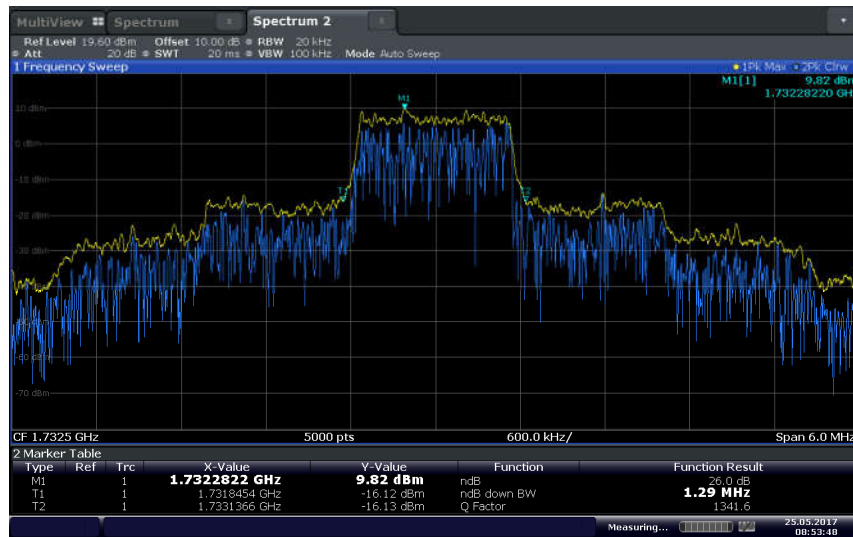 MultiView Spectrum x Spectrum 2 x
Ref Level 19.60 dBm Offset 10.00 dB RBW 20 kHz
Att 20 dB SWT 20 ms VBW 100 kHz Mode Auto Sweep
1 Frequency Sweep 1Pk Max 2Pk Clrw
M1[1] 9.82 dBm
1.73228220 GHz
M1
10 dBm
0 dBm
-10 dBm
T1 T2
-20 dBm
-30 dBm
-60 dBm
-70 dBm
CF 1.7325 GHz 5000 pts 600.0 kHz/ Span 6.0 MHz
2 Marker Table
Type Ref Trc X-Value Y-Value Function Function Result
M1 1 1.7322822 GHz 9.82 dBm ndB 26.0 dB
T1 1 1.7318454 GHz -16.12 dBm ndB down BW 1.29 MHz
T2 1 1.7331366 GHz -16.13 dBm Q Factor 1341.6
Measuring... 25.05.2017
08:53:48